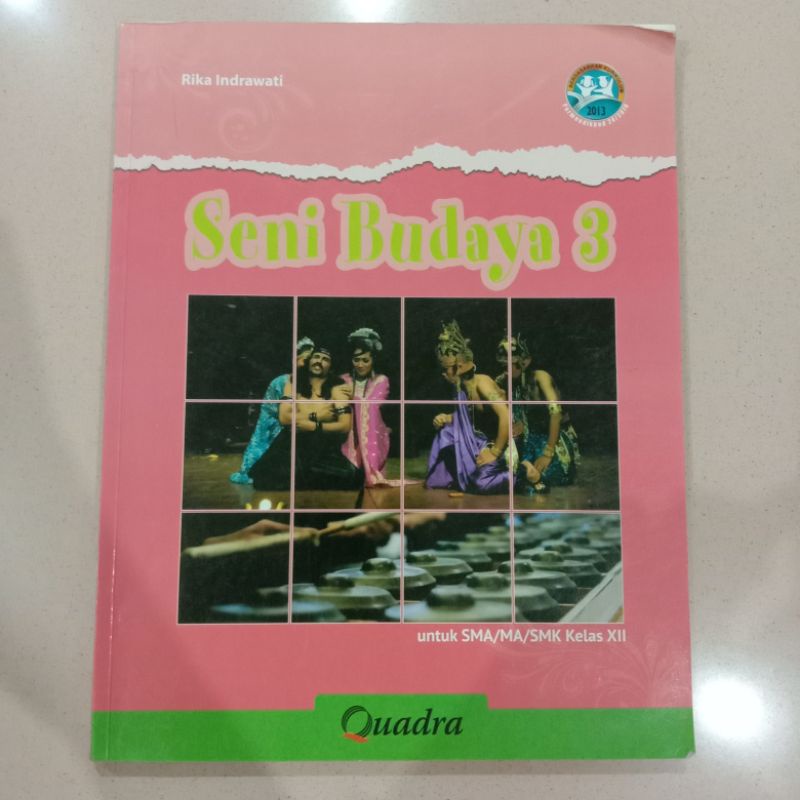 Rika Indrawati
2013
Seni Budaya 3
untuk SMA/MA/SMK Kelas XII
Quadra